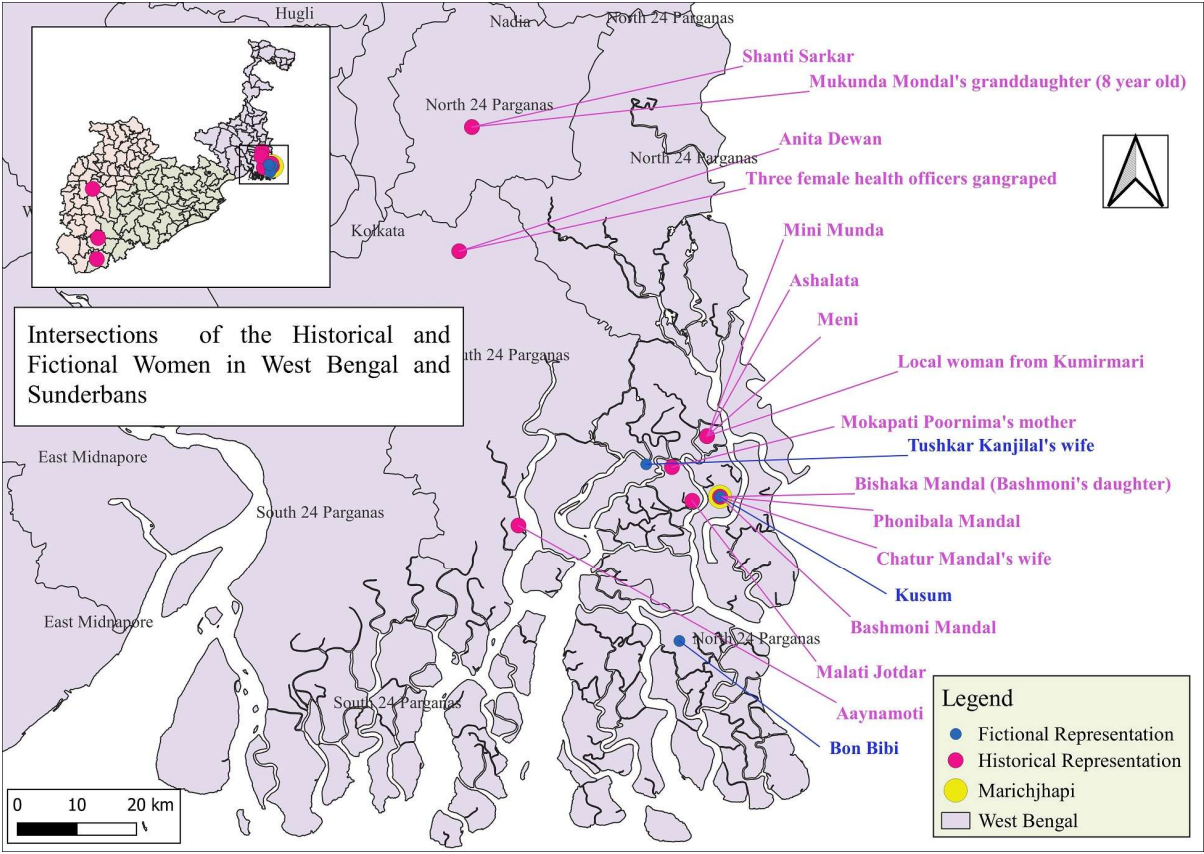 Hugli
Nadia
North 24 Parganas
Shanti Sarkar
Mukunda Mondal's granddaughter (8 year old)
North 24 Parganas
Anita Dewan
North 24 Parganas
Three female health officers gangraped
W
Kolkata
Mini Munda
Ashalata
Meni
Intersections of the Historical and
Fictional Women in West Bengal and
Sunderbans
uth 24 Parganas
Local woman from Kumirmari
Mokapati Poornima's mother
Tushkar Kanjilal's wife
East Midnapore
Bishaka Mandal (Bashmoni's daughter)
South 24 Parganas
Phonibala Mandal
Chatur Mandal's wife
Kusum
East Midnapore
Bashmoni Mandal
North 24 Parganas
Malati Jotdar
South 24 Parganas
Aaynamoti
Bon Bibi
Legend
Fictional Representation
Historical Representation
Marichjhapi
West Bengal
0 10 20 km